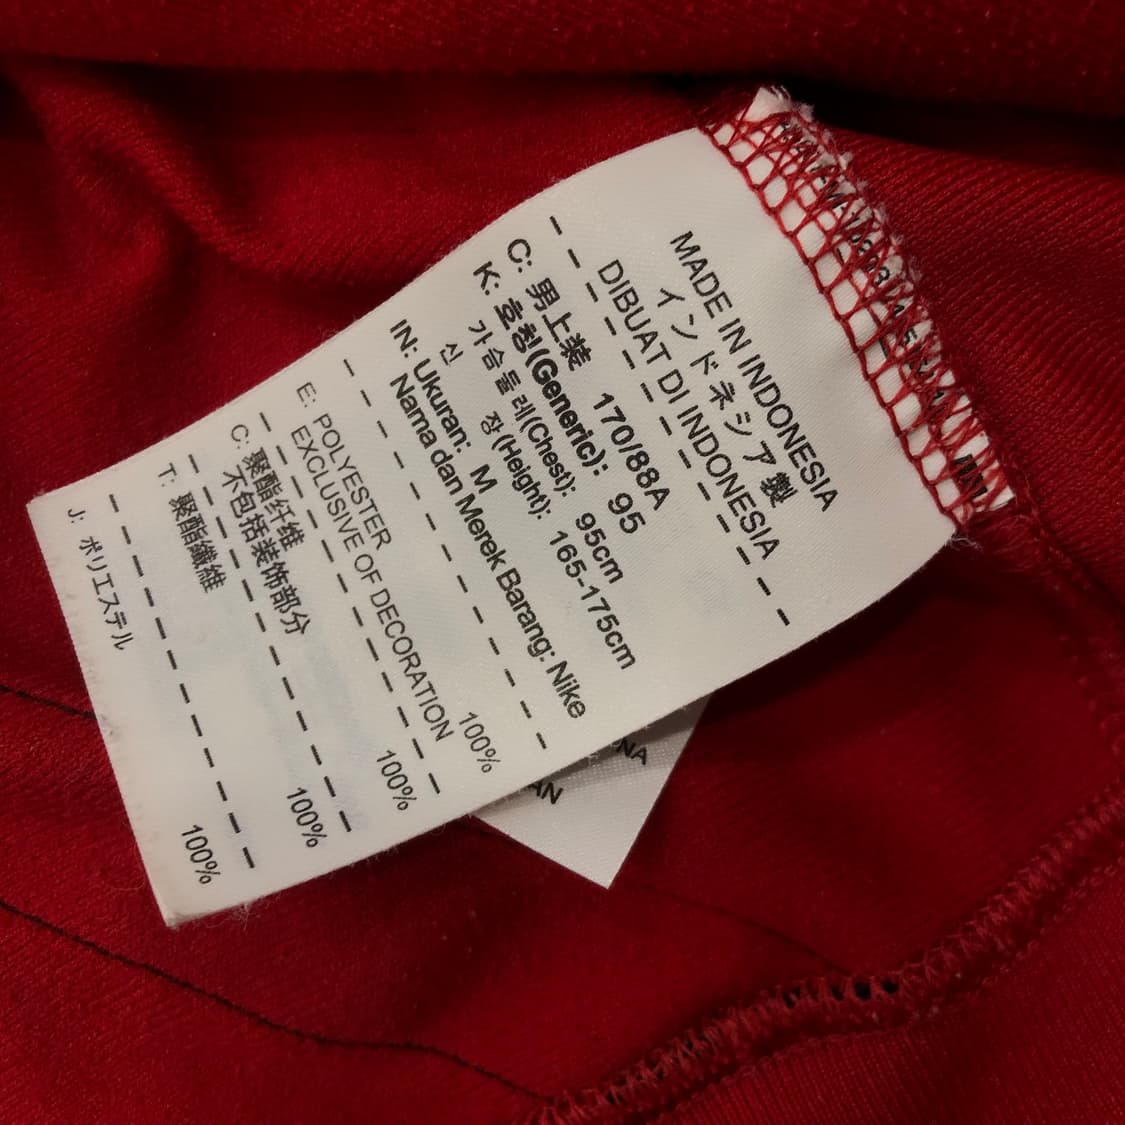 MADE IN INDONESIA
インドネシア製
DIBUAT DI INDONESIA
C: 男上装 170/88A
K: 호칭(Generic): 95
가슴둘레(Chest): 95cm
신 장(Height): 165-175cm
IN: Ukuran: M
Nama dan Merek Barang: Nike
E: POLYESTER 100%
EXCLUSIVE OF DECORATION
C: 聚酯纤维 100%
不包括装饰部分
T: 聚酯纖維 100%
J: ポリエステル 100%
NA
AN